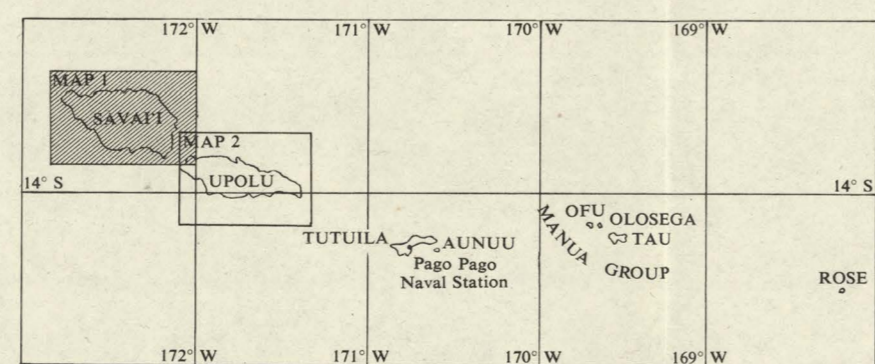 172° W
171° W
170° W
169° W
MAP 1
SAVAI'I
MAP 2
UPOLU
14° S
14° S
OFU
OLOSEGA
TAU
MANUA
GROUP
TUTUILA
AUNUU
Pago Pago
Naval Station
ROSE
172° W
171° W
170° W
169° W